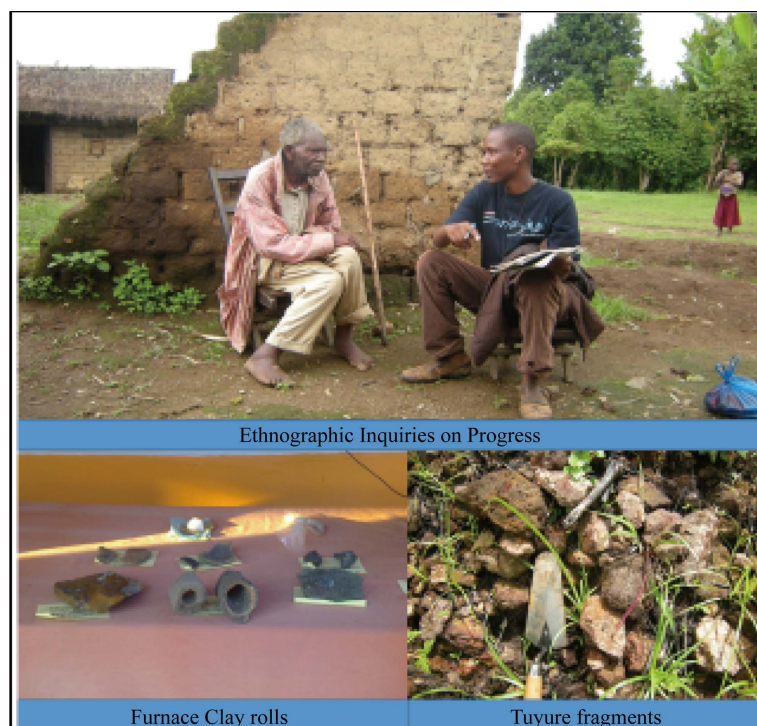 Ethnographic Inquiries on Progress
Furnace Clay rolls
Tuyure fragments